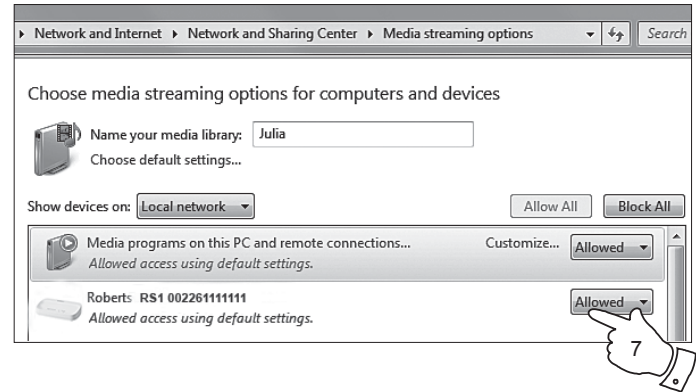 Network and Internet Network and Sharing Center Media streaming options Search
Choose media streaming options for computers and devices
Name your media library: Julia
Choose default settings...
Show devices on: Local network Allow All Block All
Media programs on this PC and remote connections... Customize... Allowed
Allowed access using default settings.
Roberts RS1 002261111111 Allowed
Allowed access using default settings.
7